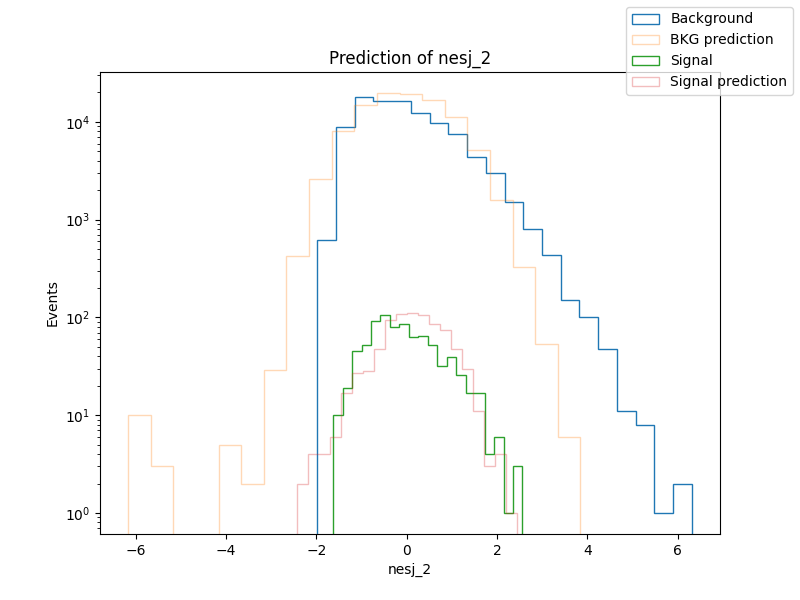 Prediction of nesj_2
Background
BKG prediction
Signal
Signal prediction
Events
10⁴
10³
10²
10¹
10⁰
−6 −4 −2 0 2 4 6
nesj_2